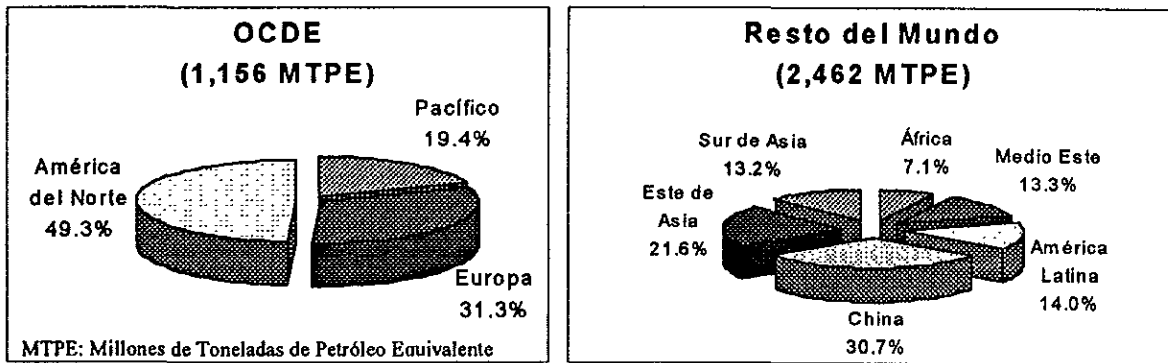 OCDE
(1,156 MTPE)
Pacífico
19.4%
América
del Norte
49.3%
Europa
31.3%
MTPE: Millones de Toneladas de Petróleo Equivalente
Resto del Mundo
(2,462 MTPE)
Sur de Asia
13.2%
África
7.1%
Medio Este
13.3%
Este de
Asia
21.6%
América
Latina
14.0%
China
30.7%